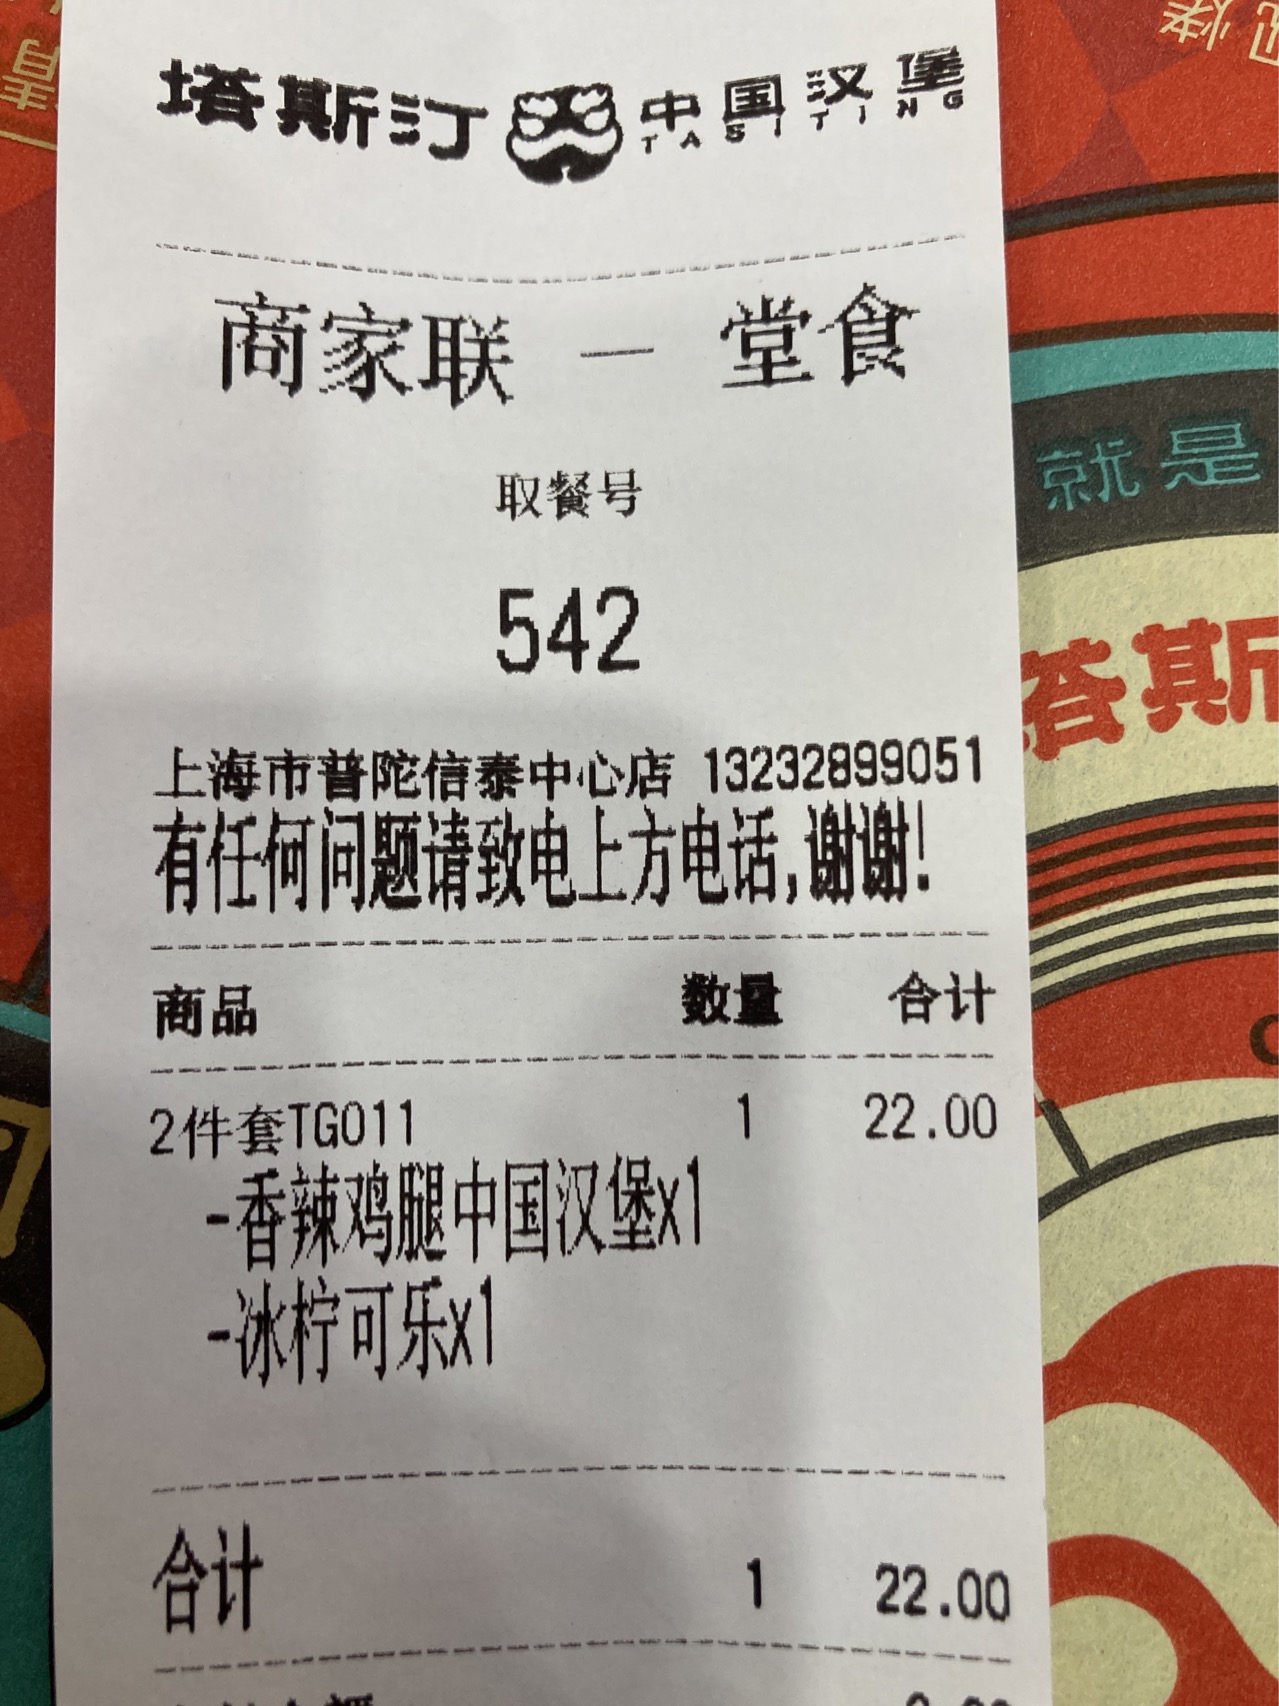 塔斯汀 中国汉堡
TASITING
商家联 — 堂食
取餐号
542
上海市普陀信泰中心店 13232899051
有任何问题请致电上方电话,谢谢!
商品 数量 合计
2件套TG011 1 22.00
-香辣鸡腿中国汉堡x1
-冰柠可乐x1
合计 1 22.00
就是
塔斯